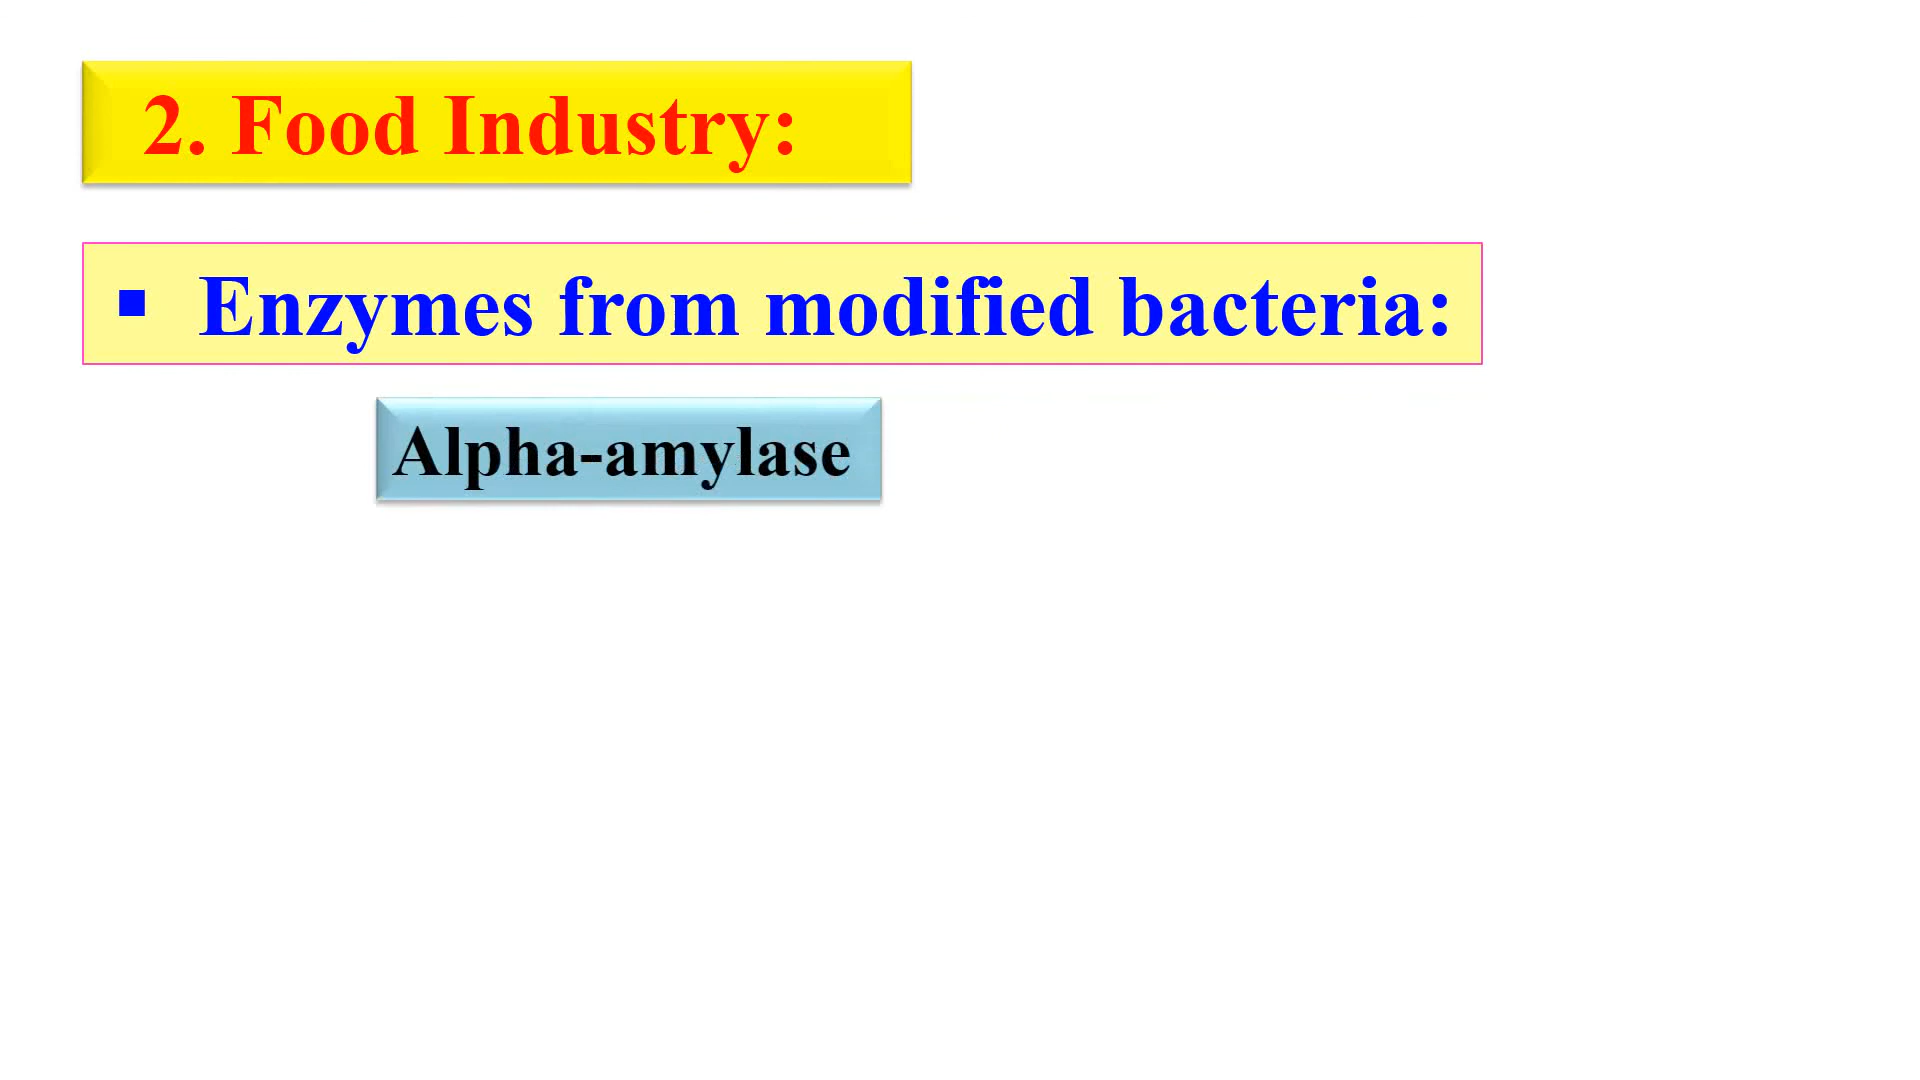 2. Food Industry:
▪ Enzymes from modified bacteria:
Alpha-amylase